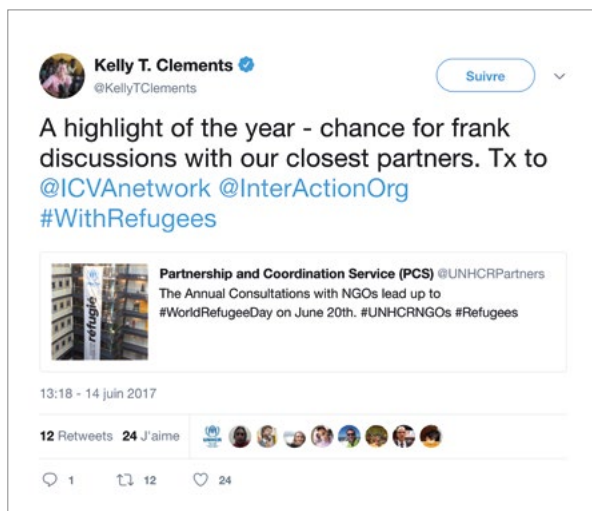 Kelly T. Clements
@KellyTClements
Suivre
A highlight of the year - chance for frank
discussions with our closest partners. Tx to
@ICVAnetwork @InterActionOrg
#WithRefugees
réfugié
Partnership and Coordination Service (PCS) @UNHCRPartners
The Annual Consultations with NGOs lead up to
#WorldRefugeeDay on June 20th. #UNHCRNGOs #Refugees
13:18 - 14 juin 2017
12 Retweets 24 J'aime
UNHCR
1 12 24